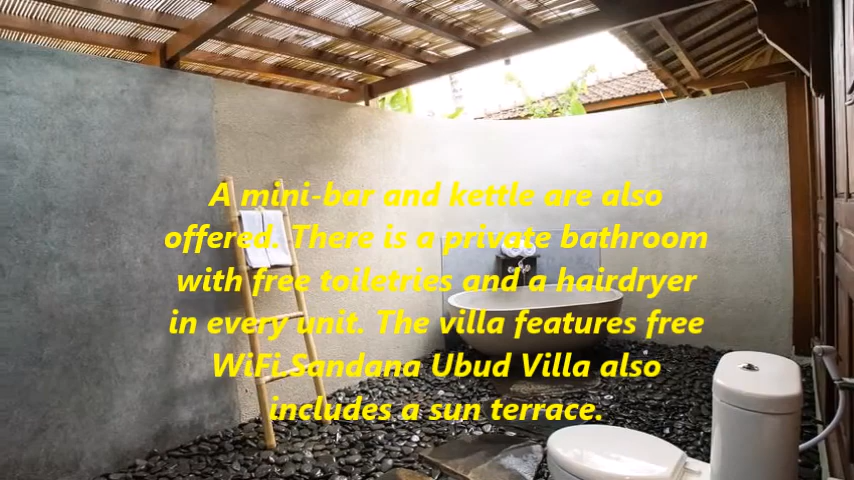 A mini-bar and kettle are also
offered. There is a private bathroom
with free toiletries and a hairdryer
in every unit. The villa features free
WiFi.Sandana Ubud Villa also
includes a sun terrace.